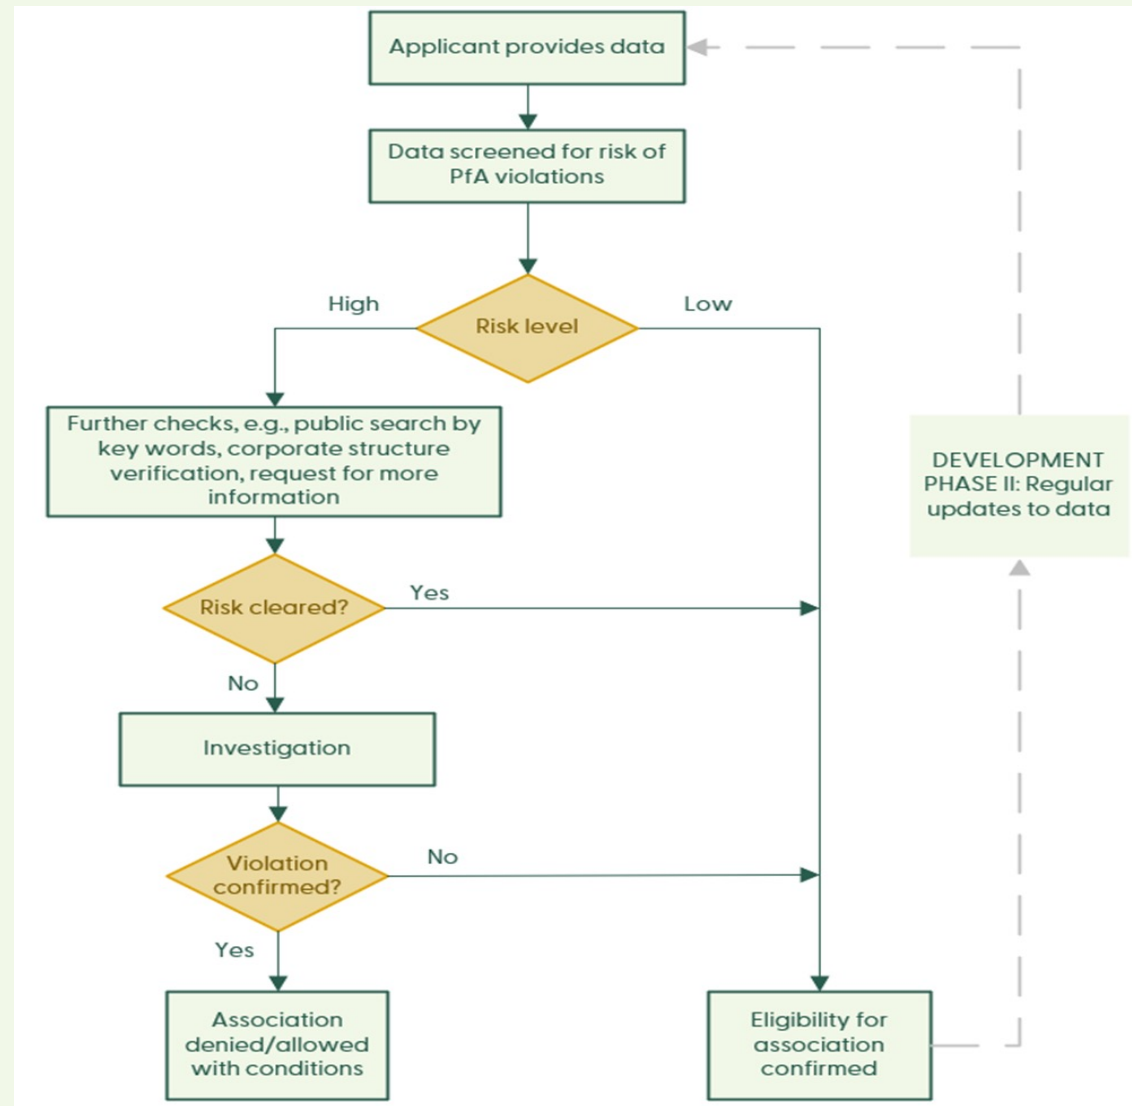 Applicant provides data
Data screened for risk of
PfA violations
High
Low
Risk level
Further checks, e.g., public search by
key words, corporate structure
verification, request for more
information
DEVELOPMENT
PHASE II: Regular
updates to data
Risk cleared?
Yes
No
Investigation
Violation
confirmed?
No
Yes
Association
denied/allowed
with conditions
Eligibility for
association
confirmed